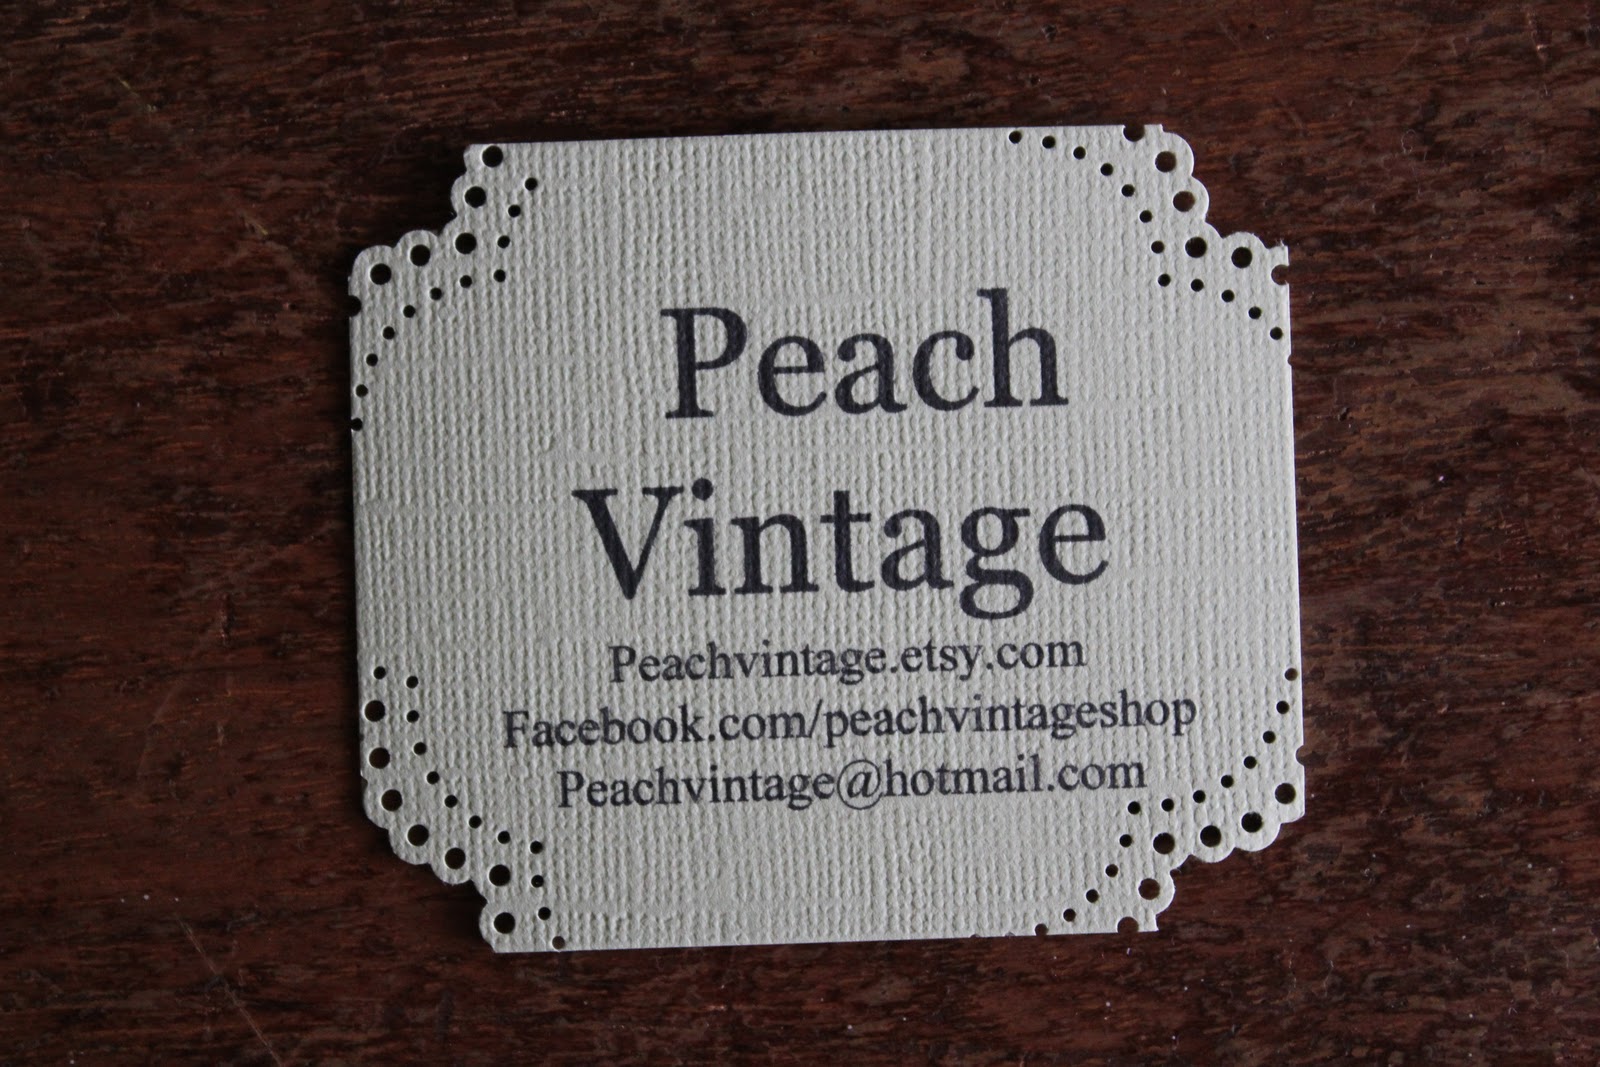 Peach
Vintage
Peachvintage.etsy.com
Facebook.com/peachvintageshop
Peachvintage@hotmail.com